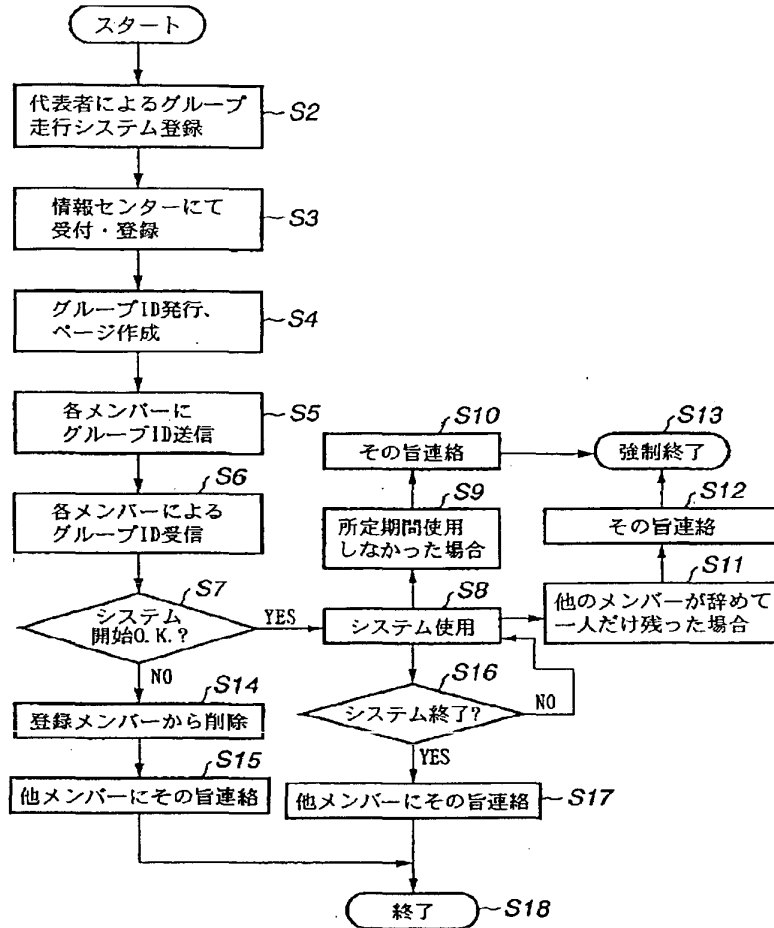 スタート
代表者によるグループ
走行システム登録
S2
情報センターにて
受付・登録
S3
グループID発行、
ページ作成
S4
各メンバーに
グループID送信
S5
S6
各メンバーによる
グループID受信
S7
システム
開始O.K.?
YES
NO
S14
登録メンバーから削除
S15
他メンバーにその旨連絡
S10
その旨連絡
S9
所定期間使用
しなかった場合
S8
システム使用
S13
強制終了
S12
その旨連絡
S11
他のメンバーが辞めて
一人だけ残った場合
S16
システム終了?
NO
YES
他メンバーにその旨連絡
S17
終了
S18